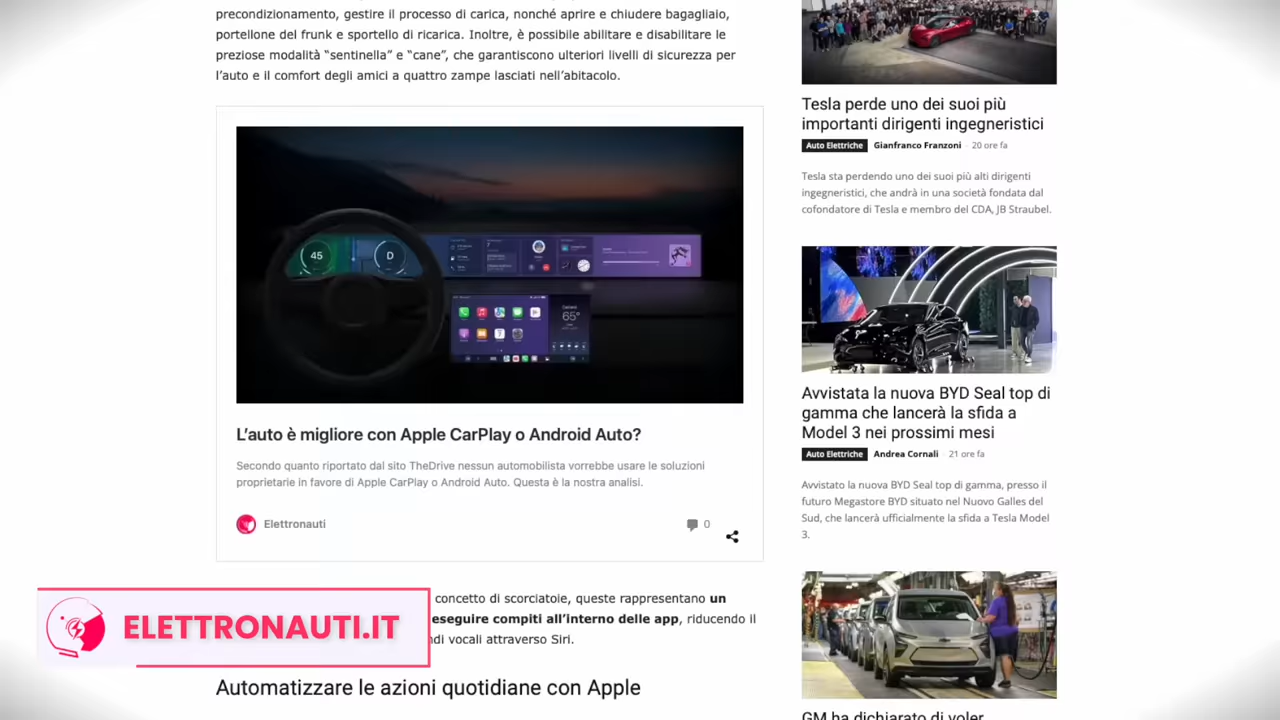 precondizionamento, gestire il processo di carica, nonché aprire e chiudere bagagliaio,
portellone del frunk e sportello di ricarica. Inoltre, è possibile abilitare e disabilitare le
preziose modalità “sentinella” e “cane”, che garantiscono ulteriori livelli di sicurezza per
l’auto e il comfort degli amici a quattro zampe lasciati nell’abitacolo.
45
D
65°
L’auto è migliore con Apple CarPlay o Android Auto?
Secondo quanto riportato dal sito TheDrive nessun automobilista vorrebbe usare le soluzioni
proprietarie in favore di Apple CarPlay o Android Auto. Questa è la nostra analisi.
Elettronauti
0
concetto di scorciatoie, queste rappresentano un
eseguire compiti all’interno delle app, riducendo il
vocali attraverso Siri.
ELETTRONAUTI.IT
Automatizzare le azioni quotidiane con Apple
Tesla perde uno dei suoi più
importanti dirigenti ingegneristici
Auto Elettriche Gianfranco Franzoni - 20 ore fa
Tesla sta perdendo uno dei suoi più alti dirigenti
ingegneristici, che andrà in una società fondata dal
cofondatore di Tesla e membro del CDA, JB Straubel.
Avvistata la nuova BYD Seal top di
gamma che lancerà la sfida a
Model 3 nei prossimi mesi
Auto Elettriche Andrea Cornali - 21 ore fa
Avvistato la nuova BYD Seal top di gamma, presso il
futuro Megastore BYD situato nel Nuovo Galles del
Sud, che lancerà ufficialmente la sfida a Tesla Model
3.
GM ha dichiarato di voler